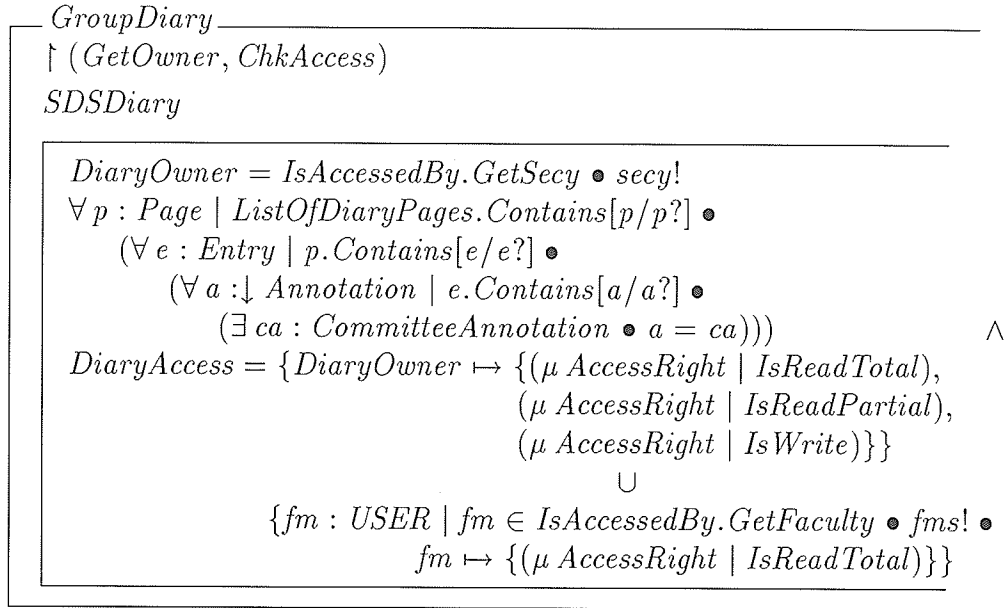 GroupDiary
↾ (GetOwner, ChkAccess)
SDSDiary
DiaryOwner = IsAccessedBy.GetSecy • secy!
∀ p : Page | ListOfDiaryPages.Contains[p/p?] •
(∀ e : Entry | p.Contains[e/e?] •
(∀ a :↓ Annotation | e.Contains[a/a?] •
(∃ ca : CommitteeAnnotation • a = ca))) ∧
DiaryAccess = {DiaryOwner ↦ {(μ AccessRight | IsReadTotal),
(μ AccessRight | IsReadPartial),
(μ AccessRight | IsWrite)}}
∪
{fm : USER | fm ∈ IsAccessedBy.GetFaculty • fms! •
fm ↦ {(μ AccessRight | IsReadTotal)}}